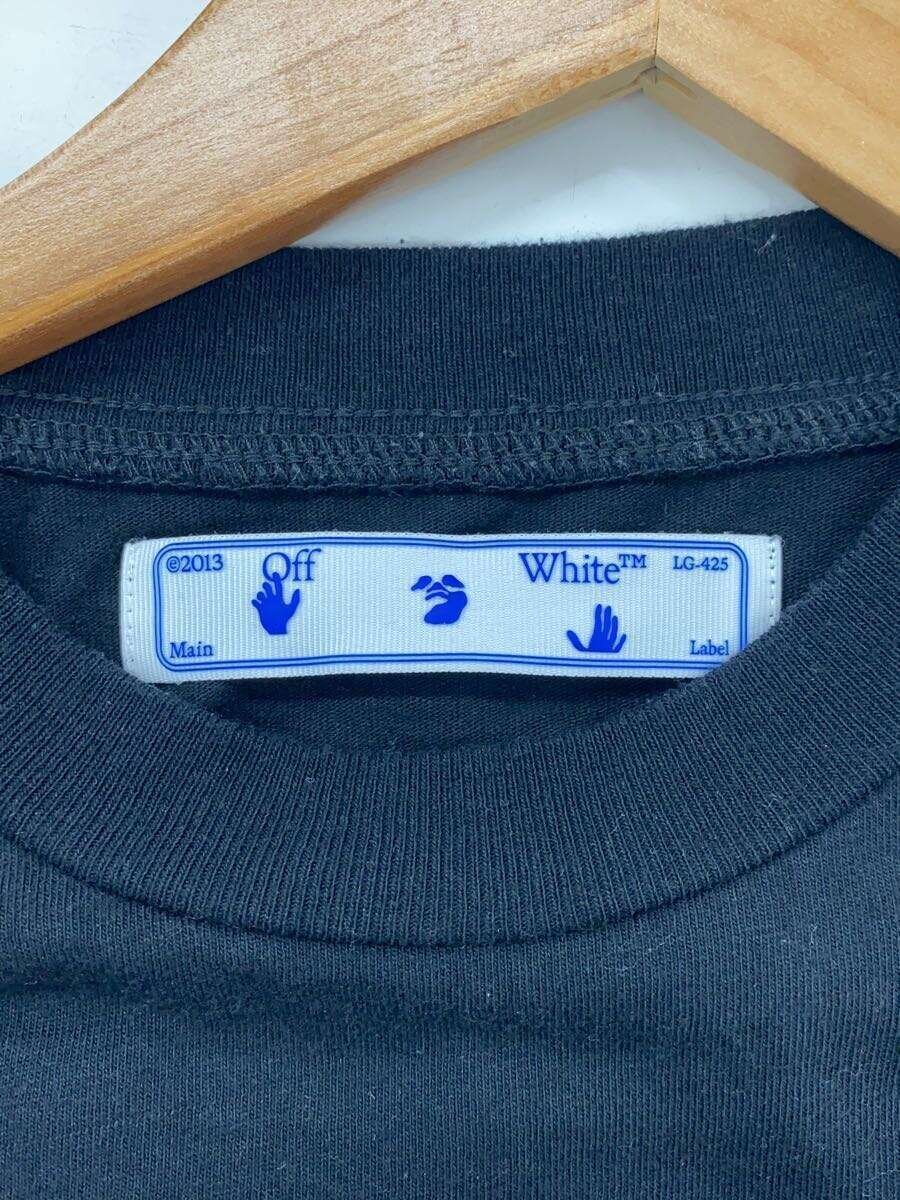 ©2013 Off White™ LG-425
Main Label